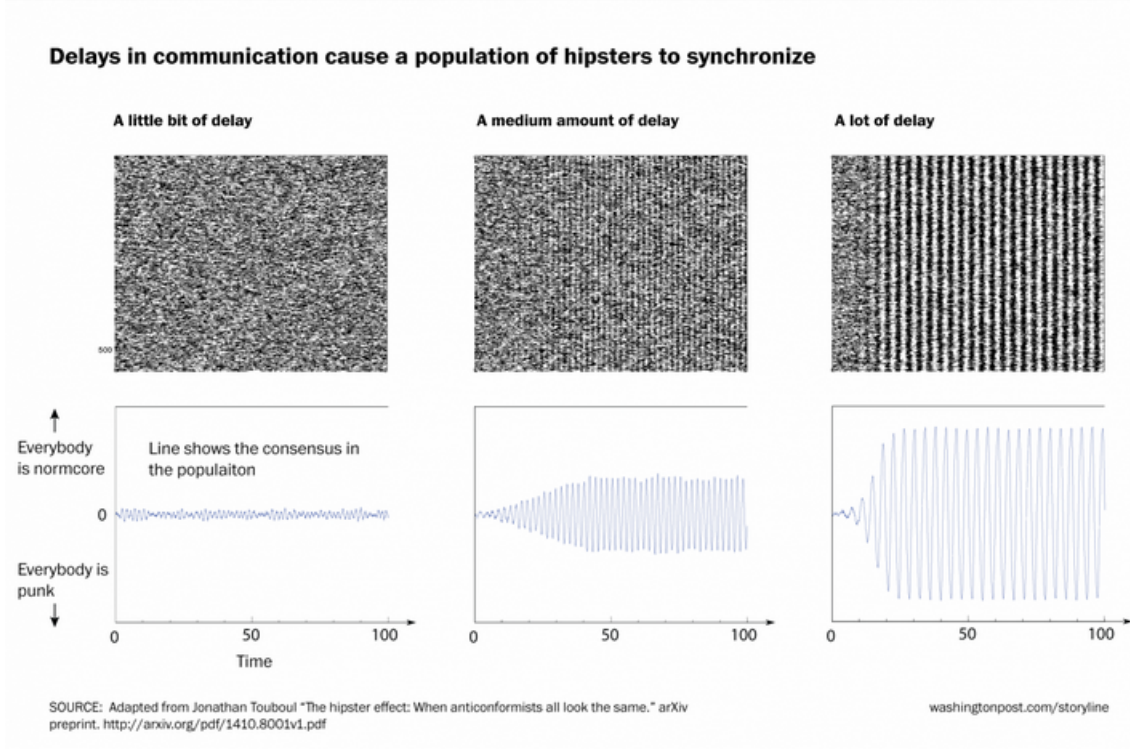 Delays in communication cause a population of hipsters to synchronize
A little bit of delay
A medium amount of delay
A lot of delay
500
Everybody
is normcore
Line shows the consensus in
the populaiton
0
Everybody is
punk
0 50 100
Time
0 50 100
0 50 100
SOURCE: Adapted from Jonathan Touboul “The hipster effect: When anticonformists all look the same.” arXiv
preprint. http://arxiv.org/pdf/1410.8001v1.pdf
washingtonpost.com/storyline